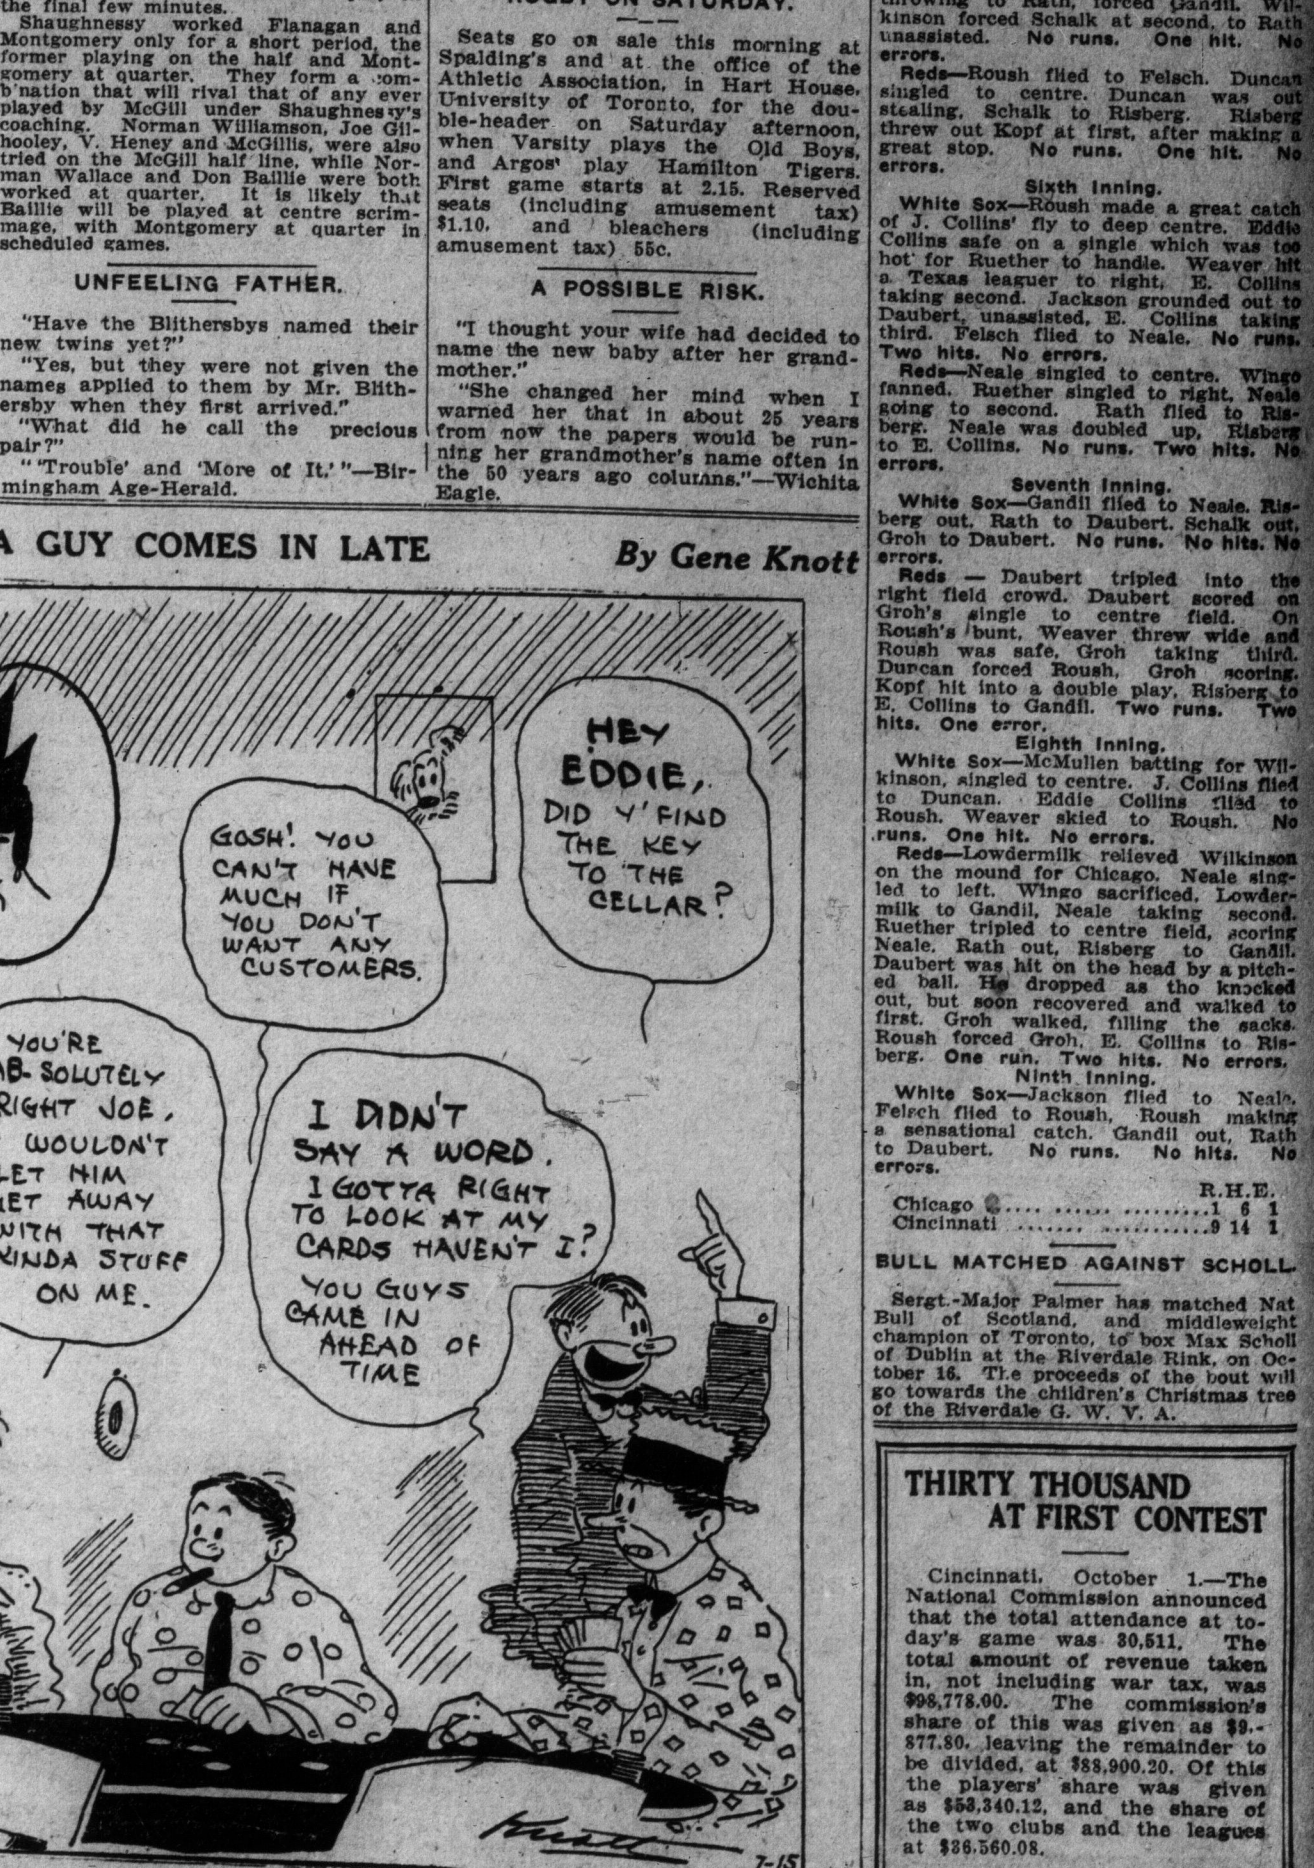 the final few minutes.
Shaughnessy worked Flanagan and
Montgomery only for a short period, the
former playing on the half and Mont-
gomery at quarter. They form a com-
b'nation that will rival that of any ever
played by McGill under Shaughnessy's
coaching. Norman Williamson, Joe Gil-
hooley, V. Heney and McGillis, were also
tried on the McGill half line, while Nor-
man Wallace and Don Baillie were both
worked at quarter. It is likely that
Baillie will be played at centre scrim-
mage, with Montgomery at quarter in
scheduled games.
UNFEELING FATHER.
"Have the Blithersbys named their
new twins yet?"
"Yes, but they were not given the
names applied to them by Mr. Blith-
ersby when they first arrived."
"What did he call the precious
pair?"
"'Trouble' and 'More of It.'"—Bir-
mingham Age-Herald.
RUGBY ON SATURDAY.
Seats go on sale this morning at
Spalding's and at the office of the
Athletic Association, in Hart House,
University of Toronto, for the dou-
ble-header on Saturday afternoon,
when Varsity plays the Old Boys,
and Argos' play Hamilton Tigers.
First game starts at 2.15. Reserved
seats (including amusement tax)
$1.10, and bleachers (including
amusement tax) 55c.
A POSSIBLE RISK.
"I thought your wife had decided to
name the new baby after her grand-
mother."
"She changed her mind when I
warned her that in about 25 years
from now the papers would be run-
ning her grandmother's name often in
the 50 years ago columns."—Wichita
Eagle.
A GUY COMES IN LATE By Gene Knott
HEY
EDDIE,
DID Y'FIND
THE KEY
TO THE
CELLAR?
GOSH! YOU
CAN'T HAVE
MUCH IF
YOU DON'T
WANT ANY
CUSTOMERS.
YOU'RE
AB-SOLUTELY
RIGHT JOE,
WOULDN'T
LET HIM
GET AWAY
WITH THAT
KINDA STUFF
ON ME.
I DIDN'T
SAY A WORD.
I GOTTA RIGHT
TO LOOK AT MY
CARDS HAVEN'T I?
YOU GUYS
CAME IN
AHEAD OF
TIME
Knott
7-15
throwing to Rath, forced Gandil. Wil-
kinson forced Schalk at second, to Rath
unassisted. No runs. One hit. No
errors.
Reds—Roush flied to Felsch. Duncan
singled to centre. Duncan was out
stealing, Schalk to Risberg. Risberg
threw out Kopf at first, after making a
great stop. No runs. One hit. No
errors.
Sixth Inning.
White Sox—Roush made a great catch
of J. Collins' fly to deep centre. Eddie
Collins safe on a single which was too
hot for Ruether to handle. Weaver hit
a Texas leaguer to right, E. Collins
taking second. Jackson grounded out to
Daubert, unassisted, E. Collins taking
third. Felsch flied to Neale. No runs.
Two hits. No errors.
Reds—Neale singled to centre. Wingo
fanned. Ruether singled to right, Neale
going to second. Rath flied to Ris-
berg. Neale was doubled up, Risberg
to E. Collins. No runs. Two hits. No
errors.
Seventh Inning.
White Sox—Gandil flied to Neale. Ris-
berg out, Rath to Daubert. Schalk out,
Groh to Daubert. No runs. No hits. No
errors.
Reds — Daubert tripled into the
right field crowd. Daubert scored on
Groh's single to centre field. On
Roush's bunt, Weaver threw wide and
Roush was safe, Groh taking third.
Duncan forced Roush, Groh scoring.
Kopf hit into a double play, Risberg to
E. Collins to Gandil. Two runs. Two
hits. One error.
Eighth Inning.
White Sox—McMullen batting for Wil-
kinson, singled to centre. J. Collins flied
to Duncan. Eddie Collins flied to
Roush. Weaver skied to Roush. No
runs. One hit. No errors.
Reds—Lowdermilk relieved Wilkinson
on the mound for Chicago. Neale sing-
led to left. Wingo sacrificed, Lowder-
milk to Gandil, Neale taking second.
Ruether tripled to centre field, scoring
Neale. Rath out, Risberg to Gandil.
Daubert was hit on the head by a pitch-
ed ball. He dropped as tho knocked
out, but soon recovered and walked to
first. Groh walked, filling the sacks.
Roush forced Groh, E. Collins to Ris-
berg. One run. Two hits. No errors.
Ninth Inning.
White Sox—Jackson flied to Neale.
Felsch flied to Roush, Roush making
a sensational catch. Gandil out, Rath
to Daubert. No runs. No hits. No
errors.
R.H.E.
Chicago ....................1 6 1
Cincinnati ....................9 14 1
BULL MATCHED AGAINST SCHOLL.
Sergt.-Major Palmer has matched Nat
Bull of Scotland, and middleweight
champion of Toronto, to box Max Scholl
of Dublin at the Riverdale Rink, on Oc-
tober 16. The proceeds of the bout will
go towards the children's Christmas tree
of the Riverdale G. W. V. A.
THIRTY THOUSAND
AT FIRST CONTEST
Cincinnati, October 1.—The
National Commission announced
that the total attendance at to-
day's game was 30,511. The
total amount of revenue taken
in, not including war tax, was
$98,778.00. The commission's
share of this was given as $9,-
877.80, leaving the remainder to
be divided, at $88,900.20. Of this
the players' share was given
as $53,340.12, and the share of
the two clubs and the leagues
at $36,560.08.